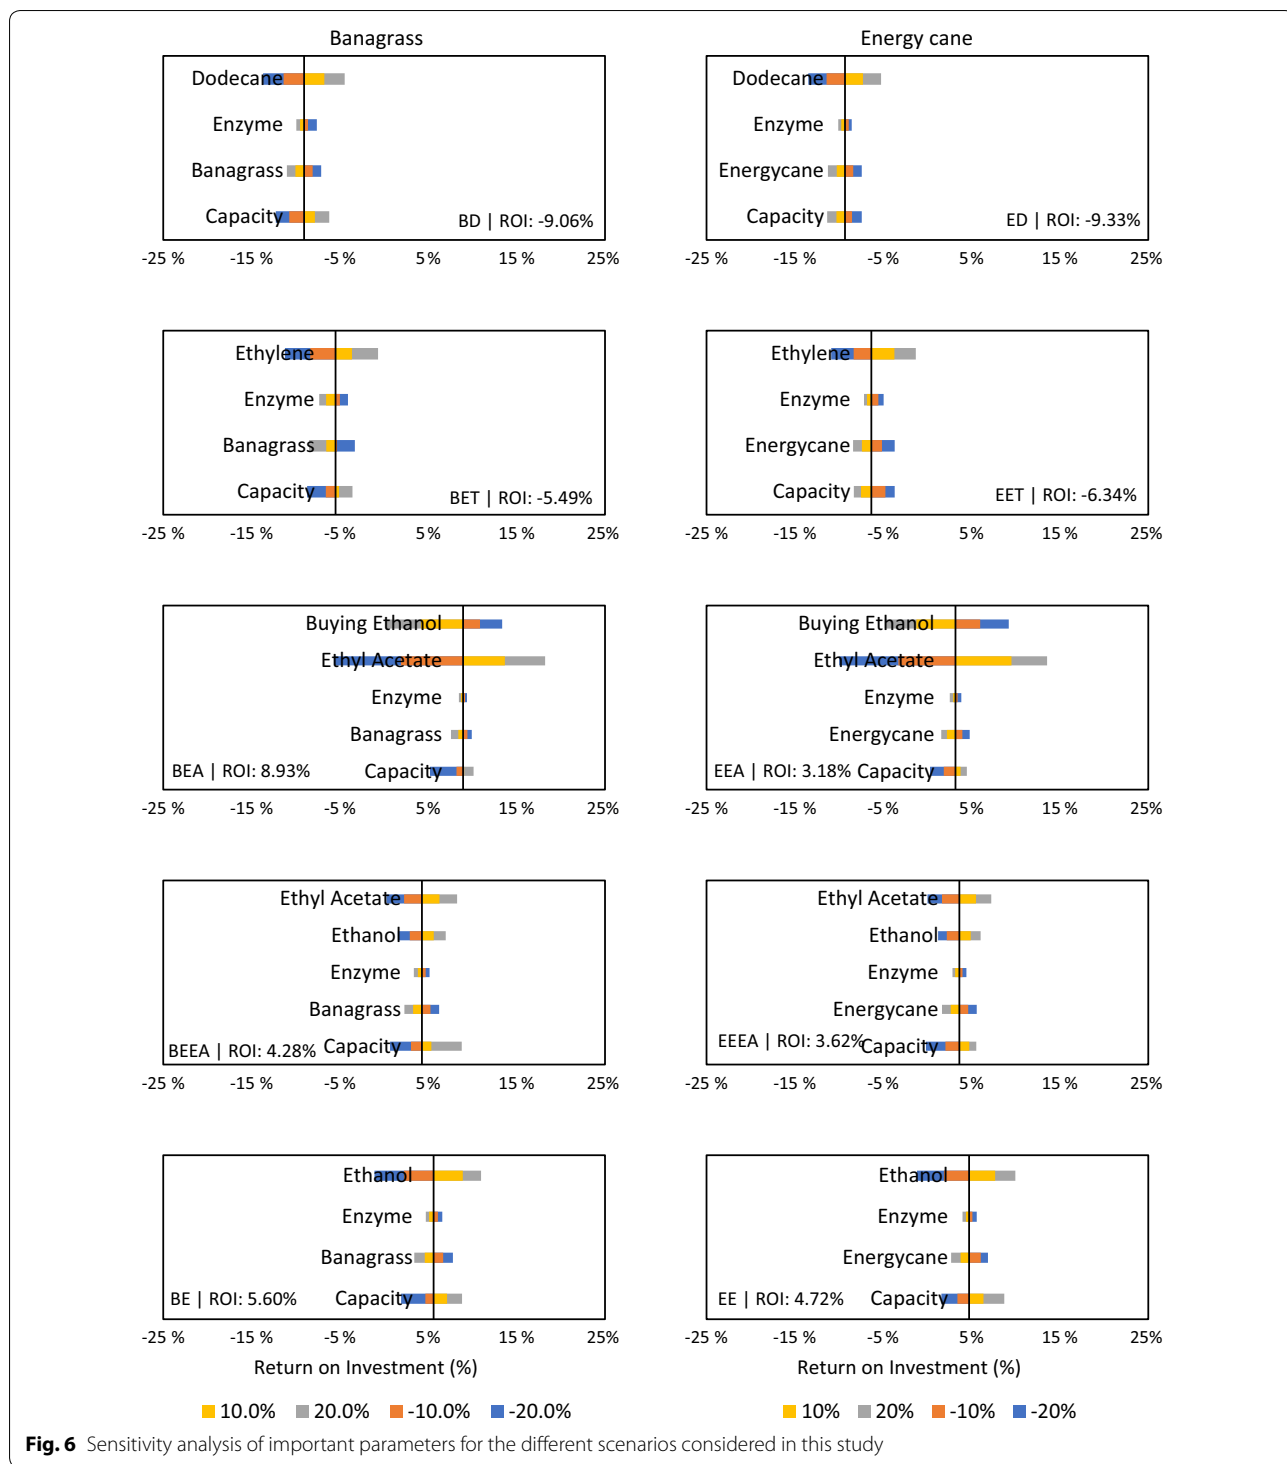 Banagrass
Energy cane
Dodecane
Enzyme
Banagrass
Capacity
BD | ROI: -9.06%
-25 % -15 % -5 % 5 % 15 % 25%
Dodecane
Enzyme
Energycane
Capacity
ED | ROI: -9.33%
-25 % -15 % -5% 5% 15 % 25%
Ethylene
Enzyme
Banagrass
Capacity
BET | ROI: -5.49%
-25 % -15 % -5 % 5 % 15 % 25%
Ethylene
Enzyme
Energycane
Capacity
EET | ROI: -6.34%
-25 % -15 % -5% 5% 15 % 25%
Buying Ethanol
Ethyl Acetate
Enzyme
Banagrass
Capacity
BEA | ROI: 8.93%
-25 % -15 % -5 % 5 % 15 % 25%
Buying Ethanol
Ethyl Acetate
Enzyme
Energycane
Capacity
EEA | ROI: 3.18%
-25 % -15 % -5% 5% 15 % 25%
Ethyl Acetate
Ethanol
Enzyme
Banagrass
Capacity
BEEA | ROI: 4.28%
-25 % -15 % -5 % 5 % 15 % 25%
Ethyl Acetate
Ethanol
Enzyme
Energycane
Capacity
EEEA | ROI: 3.62%
-25 % -15 % -5% 5% 15 % 25%
Ethanol
Enzyme
Banagrass
Capacity
BE | ROI: 5.60%
-25 % -15 % -5 % 5 % 15 % 25%
Return on Investment (%)
10.0% 20.0% -10.0% -20.0%
Ethanol
Enzyme
Energycane
Capacity
EE | ROI: 4.72%
-25 % -15 % -5% 5% 15 % 25%
Return on Investment (%)
10% 20% -10% -20%
Fig. 6 Sensitivity analysis of important parameters for the different scenarios considered in this study